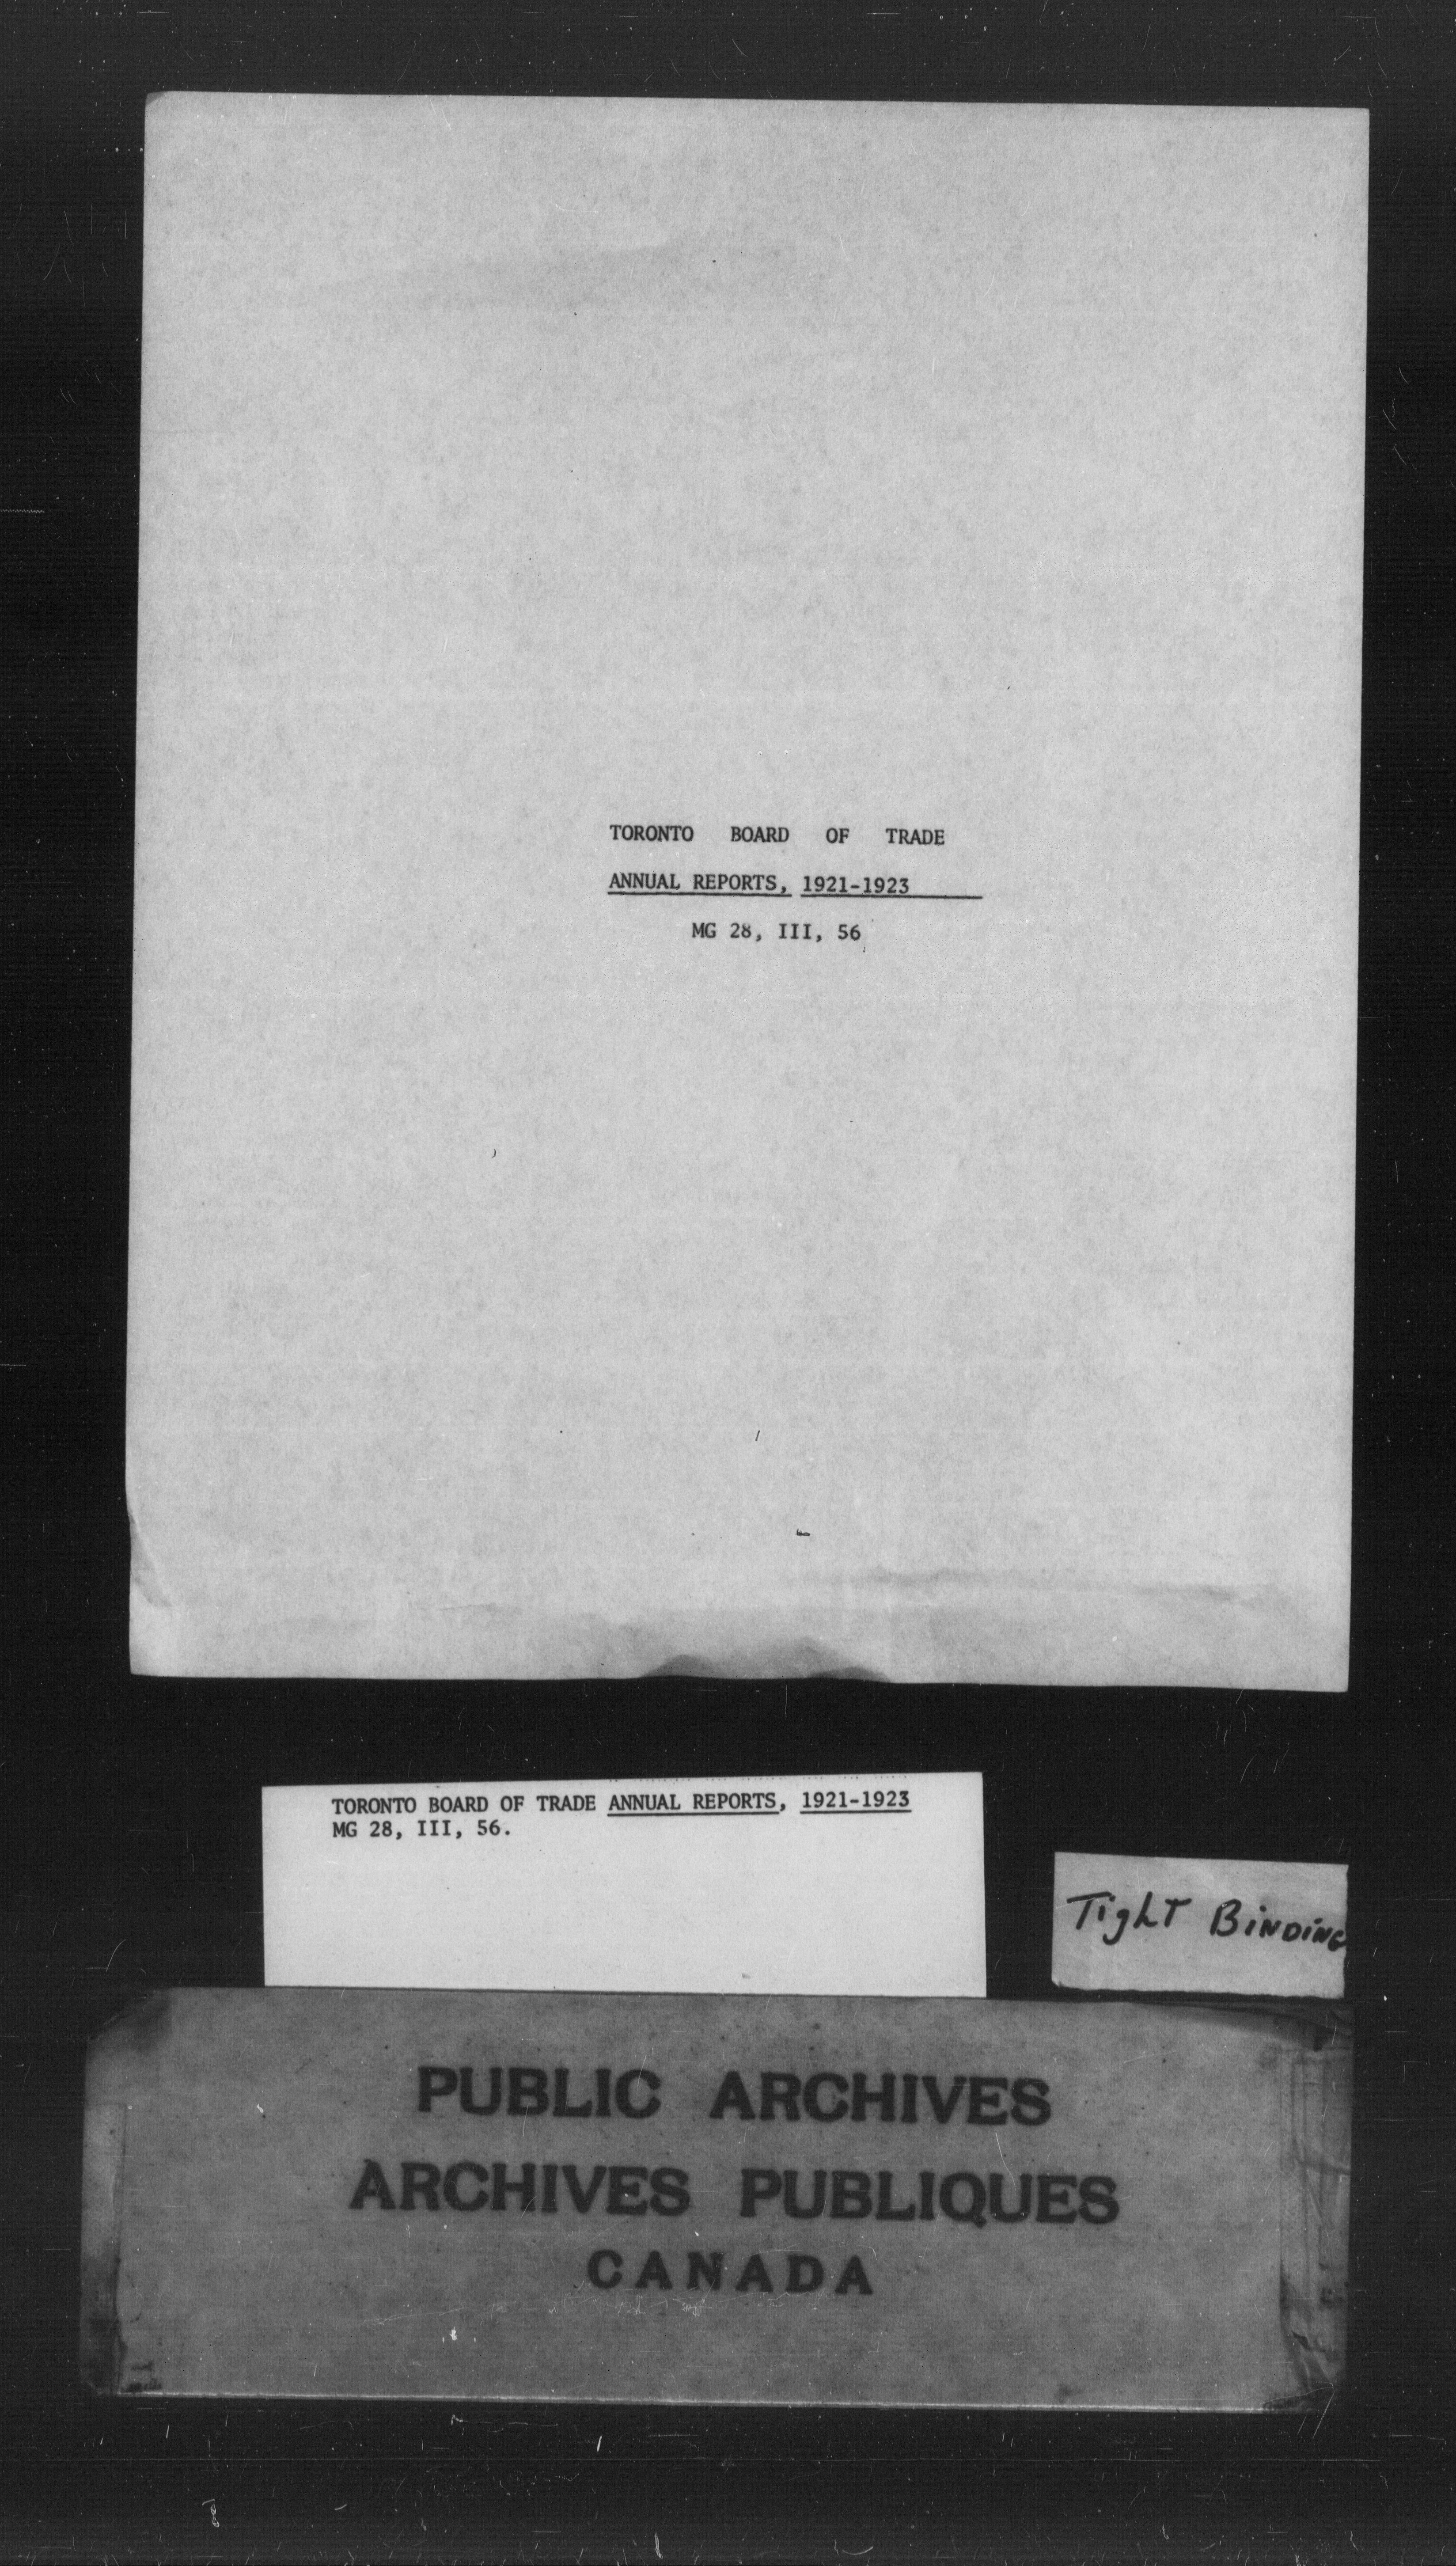 TORONTO BOARD OF TRADE
ANNUAL REPORTS, 1921-1923
MG 28, III, 56
TORONTO BOARD OF TRADE ANNUAL REPORTS, 1921-1923
MG 28, III, 56.
Tight Binding
PUBLIC ARCHIVES
ARCHIVES PUBLIQUES
CANADA